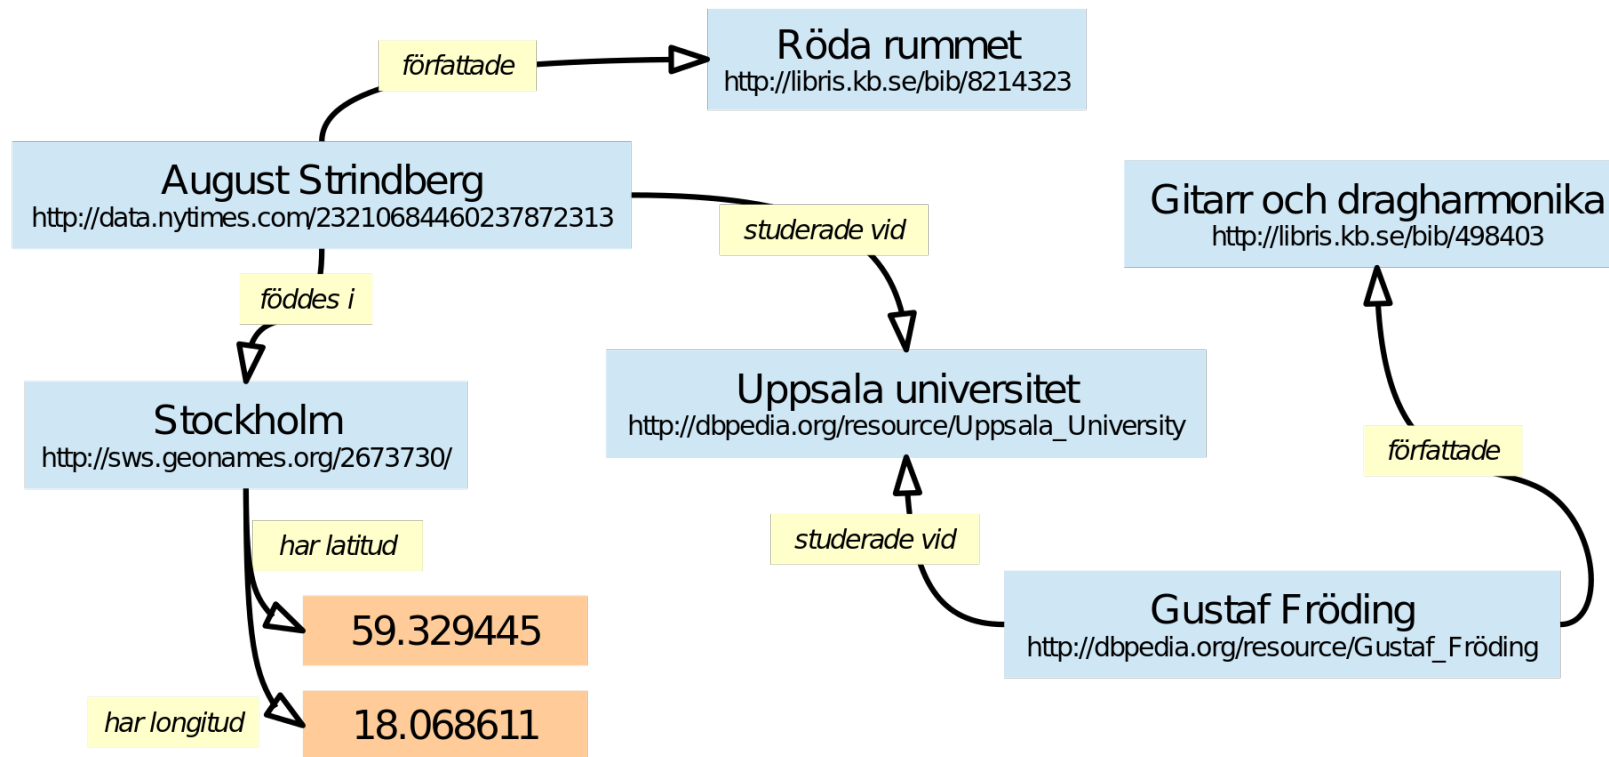 författade
Röda rummet
http://libris.kb.se/bib/8214323
August Strindberg
http://data.nytimes.com/23210684460237872313
studerade vid
Gitarr och dragharmonika
http://libris.kb.se/bib/498403
föddes i
Stockholm
http://sws.geonames.org/2673730/
Uppsala universitet
http://dbpedia.org/resource/Uppsala_University
författade
har latitud
studerade vid
59.329445
Gustaf Fröding
http://dbpedia.org/resource/Gustaf_Fröding
har longitud
18.068611